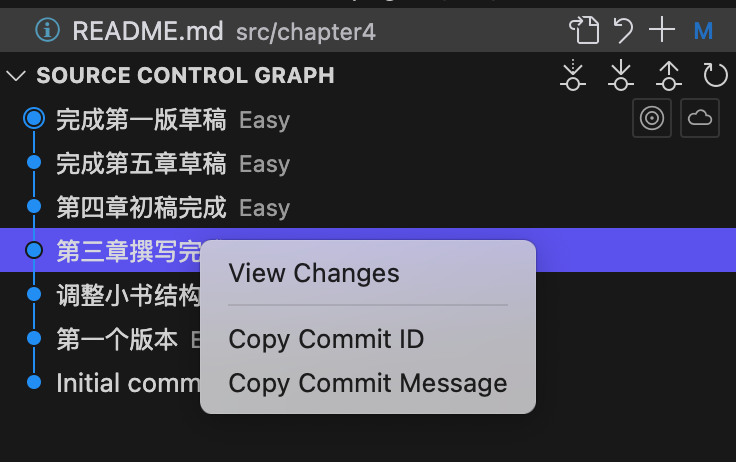 README.md src/chapter4 M
SOURCE CONTROL GRAPH
完成第一版草稿 Easy
完成第五章草稿 Easy
第四章初稿完成 Easy
第三章撰写完
View Changes
调整小书结构
第一个版本
Copy Commit ID
Initial comm
Copy Commit Message